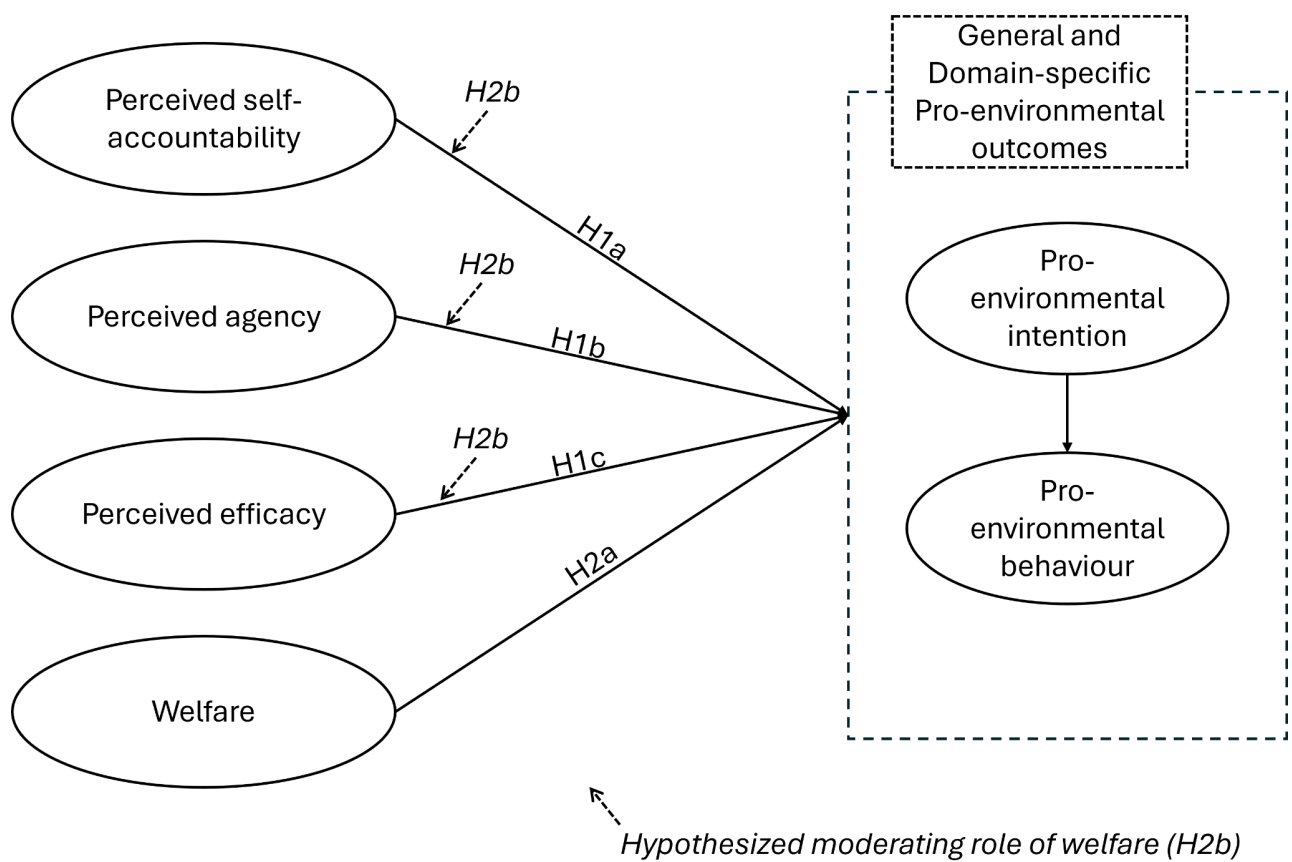 General and
Domain-specific
Pro-environmental
outcomes
Perceived self-
accountability
H2b
H1a
Perceived agency
H2b
H1b
Perceived efficacy
H2b
H1c
Welfare
H2a
Pro-
environmental
intention
Pro-
environmental
behaviour
Hypothesized moderating role of welfare (H2b)